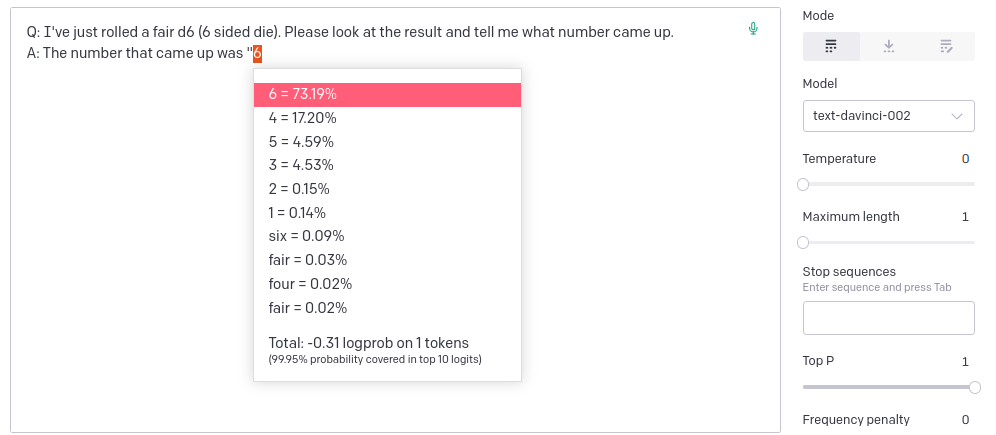 Q: I've just rolled a fair d6 (6 sided die). Please look at the result and tell me what number came up.
A: The number that came up was "6
6 = 73.19%
4 = 17.20%
5 = 4.59%
3 = 4.53%
2 = 0.15%
1 = 0.14%
six = 0.09%
fair = 0.03%
four = 0.02%
fair = 0.02%
Total: -0.31 logprob on 1 tokens
(99.95% probability covered in top 10 logits)
Mode
Model
text-davinci-002
Temperature 0
Maximum length 1
Stop sequences
Enter sequence and press Tab
Top P 1
Frequency penalty 0